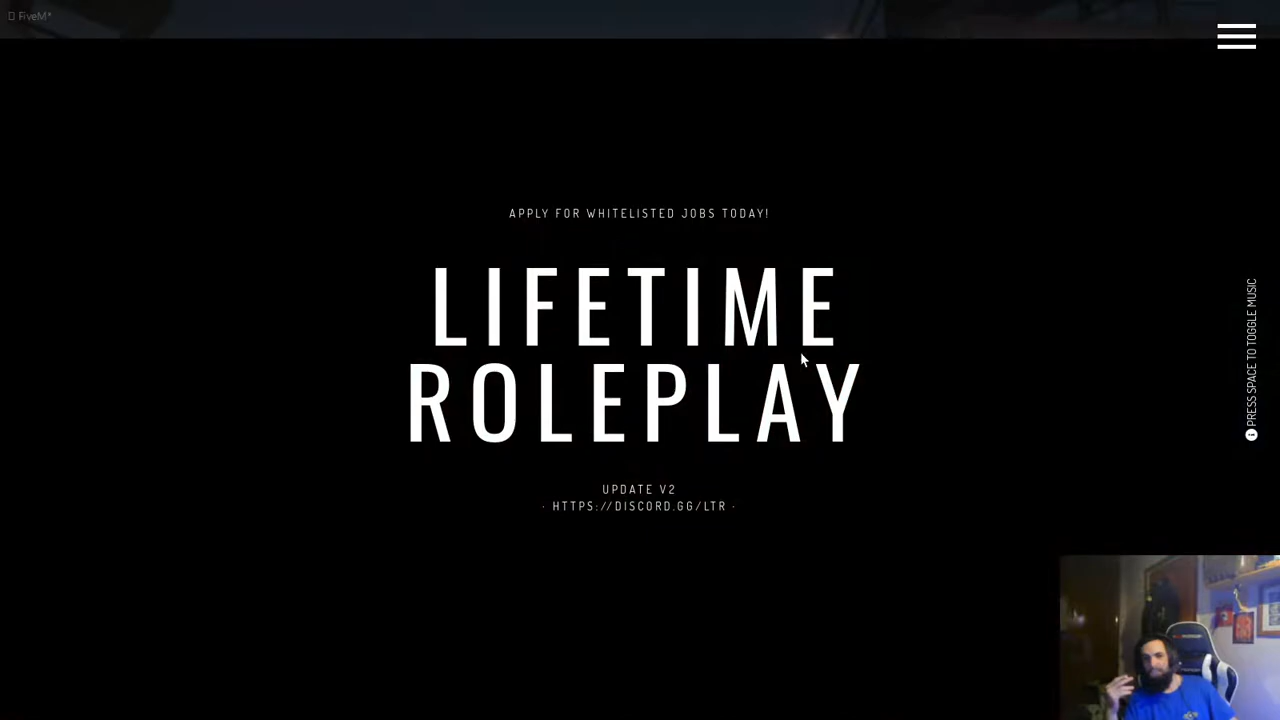 FiveM*
APPLY FOR WHITELISTED JOBS TODAY!
LIFETIME
ROLEPLAY
PRESS SPACE TO TOGGLE MUSIC
UPDATE V2
· HTTPS://DISCORD.GG/LTR ·